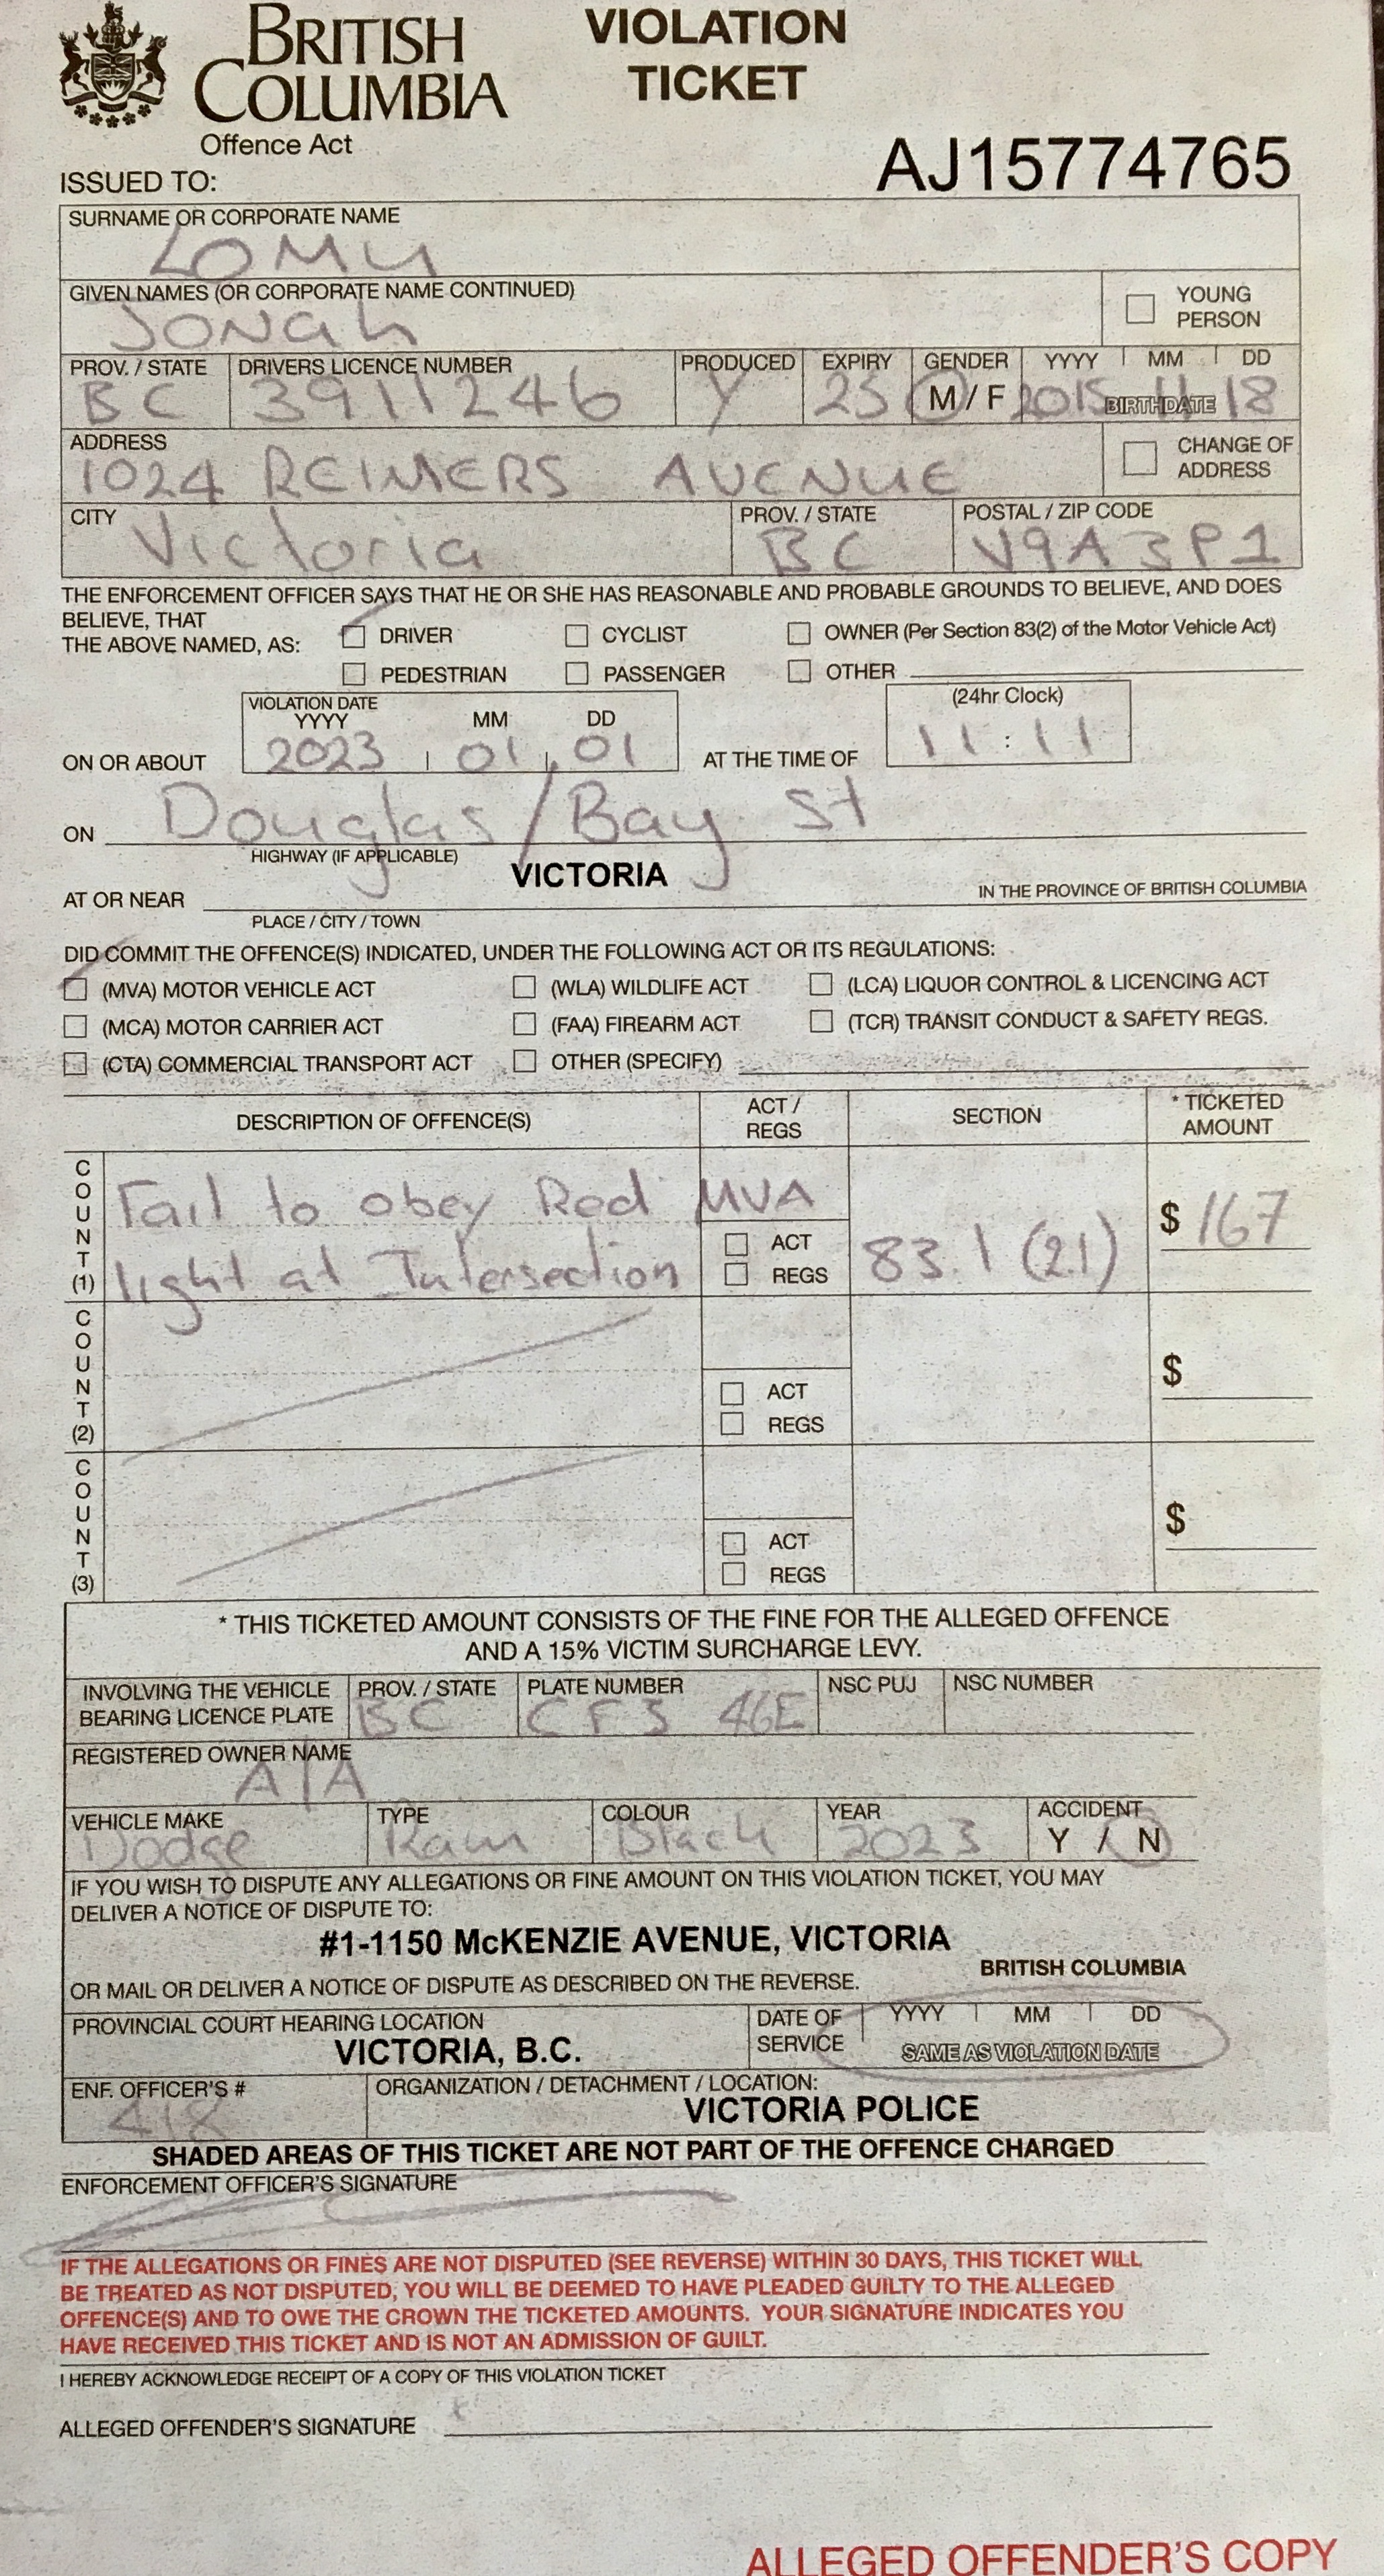 BRITISH COLUMBIA
Offence Act
VIOLATION TICKET
AJ15774765
ISSUED TO:
SURNAME OR CORPORATE NAME
LOMU
GIVEN NAMES (OR CORPORATE NAME CONTINUED)
JONAh
YOUNG PERSON
PROV. / STATE DRIVERS LICENCE NUMBER PRODUCED EXPIRY GENDER YYYY MM DD
BC 3911246 Y 25 M / F 2015 11 18
BIRTHDATE
ADDRESS
1024 REIMERS AVENUE
CHANGE OF ADDRESS
CITY PROV. / STATE POSTAL / ZIP CODE
Victoria BC V9A 3P1
THE ENFORCEMENT OFFICER SAYS THAT HE OR SHE HAS REASONABLE AND PROBABLE GROUNDS TO BELIEVE, AND DOES
BELIEVE, THAT
THE ABOVE NAMED, AS: DRIVER CYCLIST OWNER (Per Section 83(2) of the Motor Vehicle Act)
PEDESTRIAN PASSENGER OTHER
VIOLATION DATE (24hr Clock)
YYYY MM DD
ON OR ABOUT 2023 01 01 AT THE TIME OF 11:11
ON Douglas / Bay St
HIGHWAY (IF APPLICABLE)
AT OR NEAR VICTORIA IN THE PROVINCE OF BRITISH COLUMBIA
PLACE / CITY / TOWN
DID COMMIT THE OFFENCE(S) INDICATED, UNDER THE FOLLOWING ACT OR ITS REGULATIONS:
(MVA) MOTOR VEHICLE ACT (WLA) WILDLIFE ACT (LCA) LIQUOR CONTROL & LICENCING ACT
(MCA) MOTOR CARRIER ACT (FAA) FIREARM ACT (TCR) TRANSIT CONDUCT & SAFETY REGS.
(CTA) COMMERCIAL TRANSPORT ACT OTHER (SPECIFY)
DESCRIPTION OF OFFENCE(S) ACT / REGS SECTION * TICKETED AMOUNT
COUNT (1)
Fail to obey Red MVA
light at Intersection ACT REGS 83.1 (21) $ 167
COUNT (2)
ACT REGS $
COUNT (3)
ACT REGS $
* THIS TICKETED AMOUNT CONSISTS OF THE FINE FOR THE ALLEGED OFFENCE
AND A 15% VICTIM SURCHARGE LEVY.
INVOLVING THE VEHICLE BEARING LICENCE PLATE PROV. / STATE PLATE NUMBER NSC PUJ NSC NUMBER
BC CF3 46E
REGISTERED OWNER NAME
A/A
VEHICLE MAKE TYPE COLOUR YEAR ACCIDENT
Dodge Ram Black 2023 Y / N
IF YOU WISH TO DISPUTE ANY ALLEGATIONS OR FINE AMOUNT ON THIS VIOLATION TICKET, YOU MAY
DELIVER A NOTICE OF DISPUTE TO:
#1-1150 McKENZIE AVENUE, VICTORIA
BRITISH COLUMBIA
OR MAIL OR DELIVER A NOTICE OF DISPUTE AS DESCRIBED ON THE REVERSE.
PROVINCIAL COURT HEARING LOCATION DATE OF SERVICE YYYY MM DD
VICTORIA, B.C. SAME AS VIOLATION DATE
ENF. OFFICER'S # ORGANIZATION / DETACHMENT / LOCATION:
418 VICTORIA POLICE
SHADED AREAS OF THIS TICKET ARE NOT PART OF THE OFFENCE CHARGED
ENFORCEMENT OFFICER'S SIGNATURE
IF THE ALLEGATIONS OR FINES ARE NOT DISPUTED (SEE REVERSE) WITHIN 30 DAYS, THIS TICKET WILL
BE TREATED AS NOT DISPUTED, YOU WILL BE DEEMED TO HAVE PLEADED GUILTY TO THE ALLEGED
OFFENCE(S) AND TO OWE THE CROWN THE TICKETED AMOUNTS. YOUR SIGNATURE INDICATES YOU
HAVE RECEIVED THIS TICKET AND IS NOT AN ADMISSION OF GUILT.
I HEREBY ACKNOWLEDGE RECEIPT OF A COPY OF THIS VIOLATION TICKET
ALLEGED OFFENDER'S SIGNATURE
ALLEGED OFFENDER'S COPY